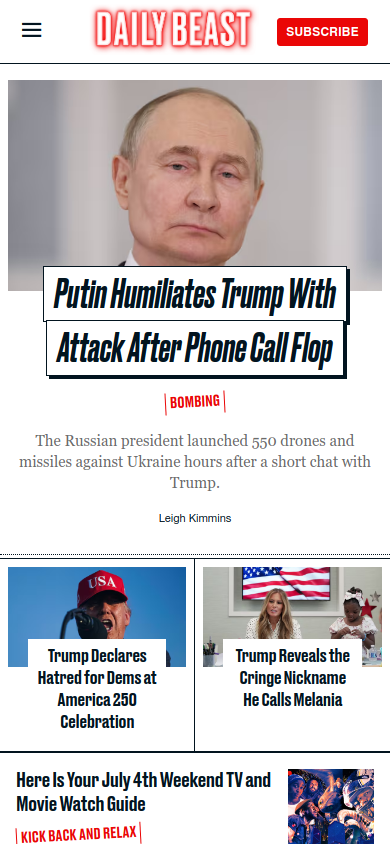 DAILY BEAST
SUBSCRIBE
Putin Humiliates Trump With
Attack After Phone Call Flop
BOMBING
The Russian president launched 550 drones and
missiles against Ukraine hours after a short chat with
Trump.
Leigh Kimmins
USA
Trump Declares
Hatred for Dems at
America 250
Celebration
Trump Reveals the
Cringe Nickname
He Calls Melania
Here Is Your July 4th Weekend TV and
Movie Watch Guide
KICK BACK AND RELAX